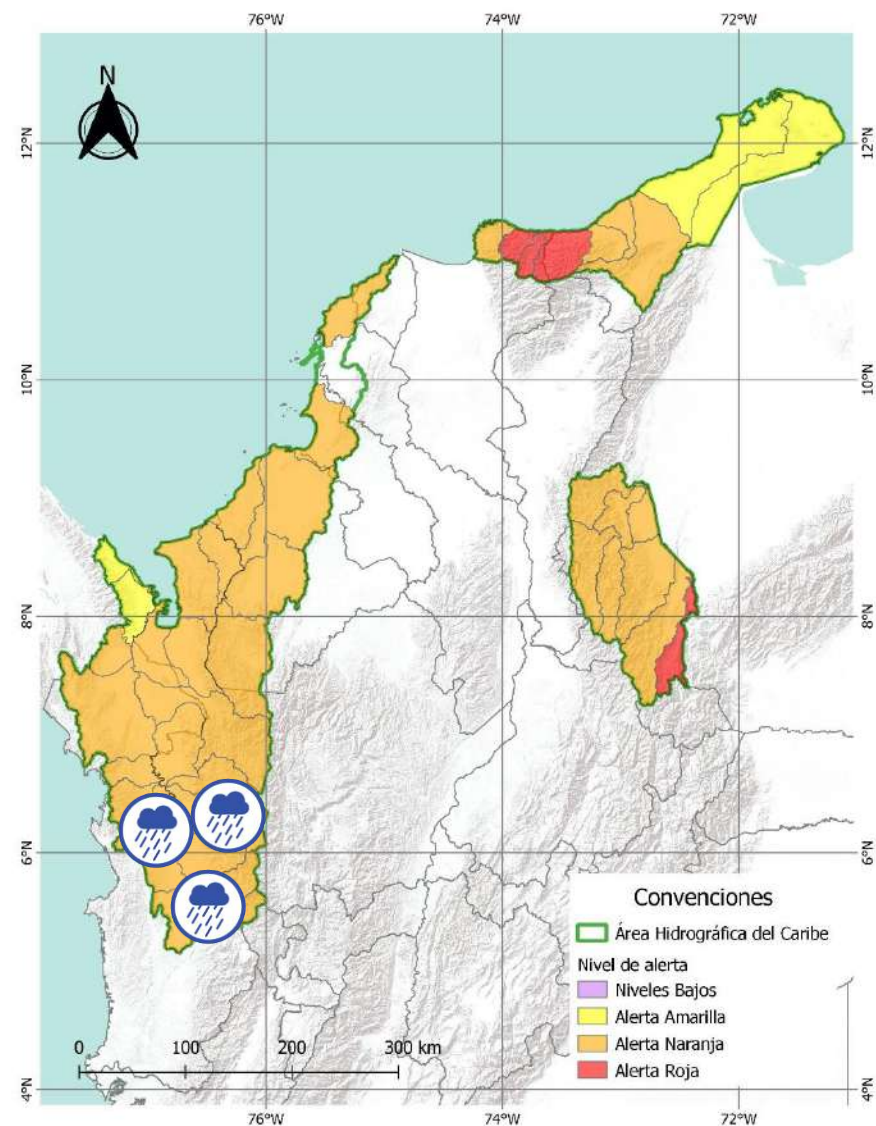 76°W 74°W 72°W
N
12°N 12°N
10°N 10°N
8°N 8°N
6°N 6°N
Convenciones
Área Hidrográfica del Caribe
Nivel de alerta
Niveles Bajos
Alerta Amarilla
Alerta Naranja
Alerta Roja
0 100 200 300 km
4°N 4°N
76°W 74°W 72°W